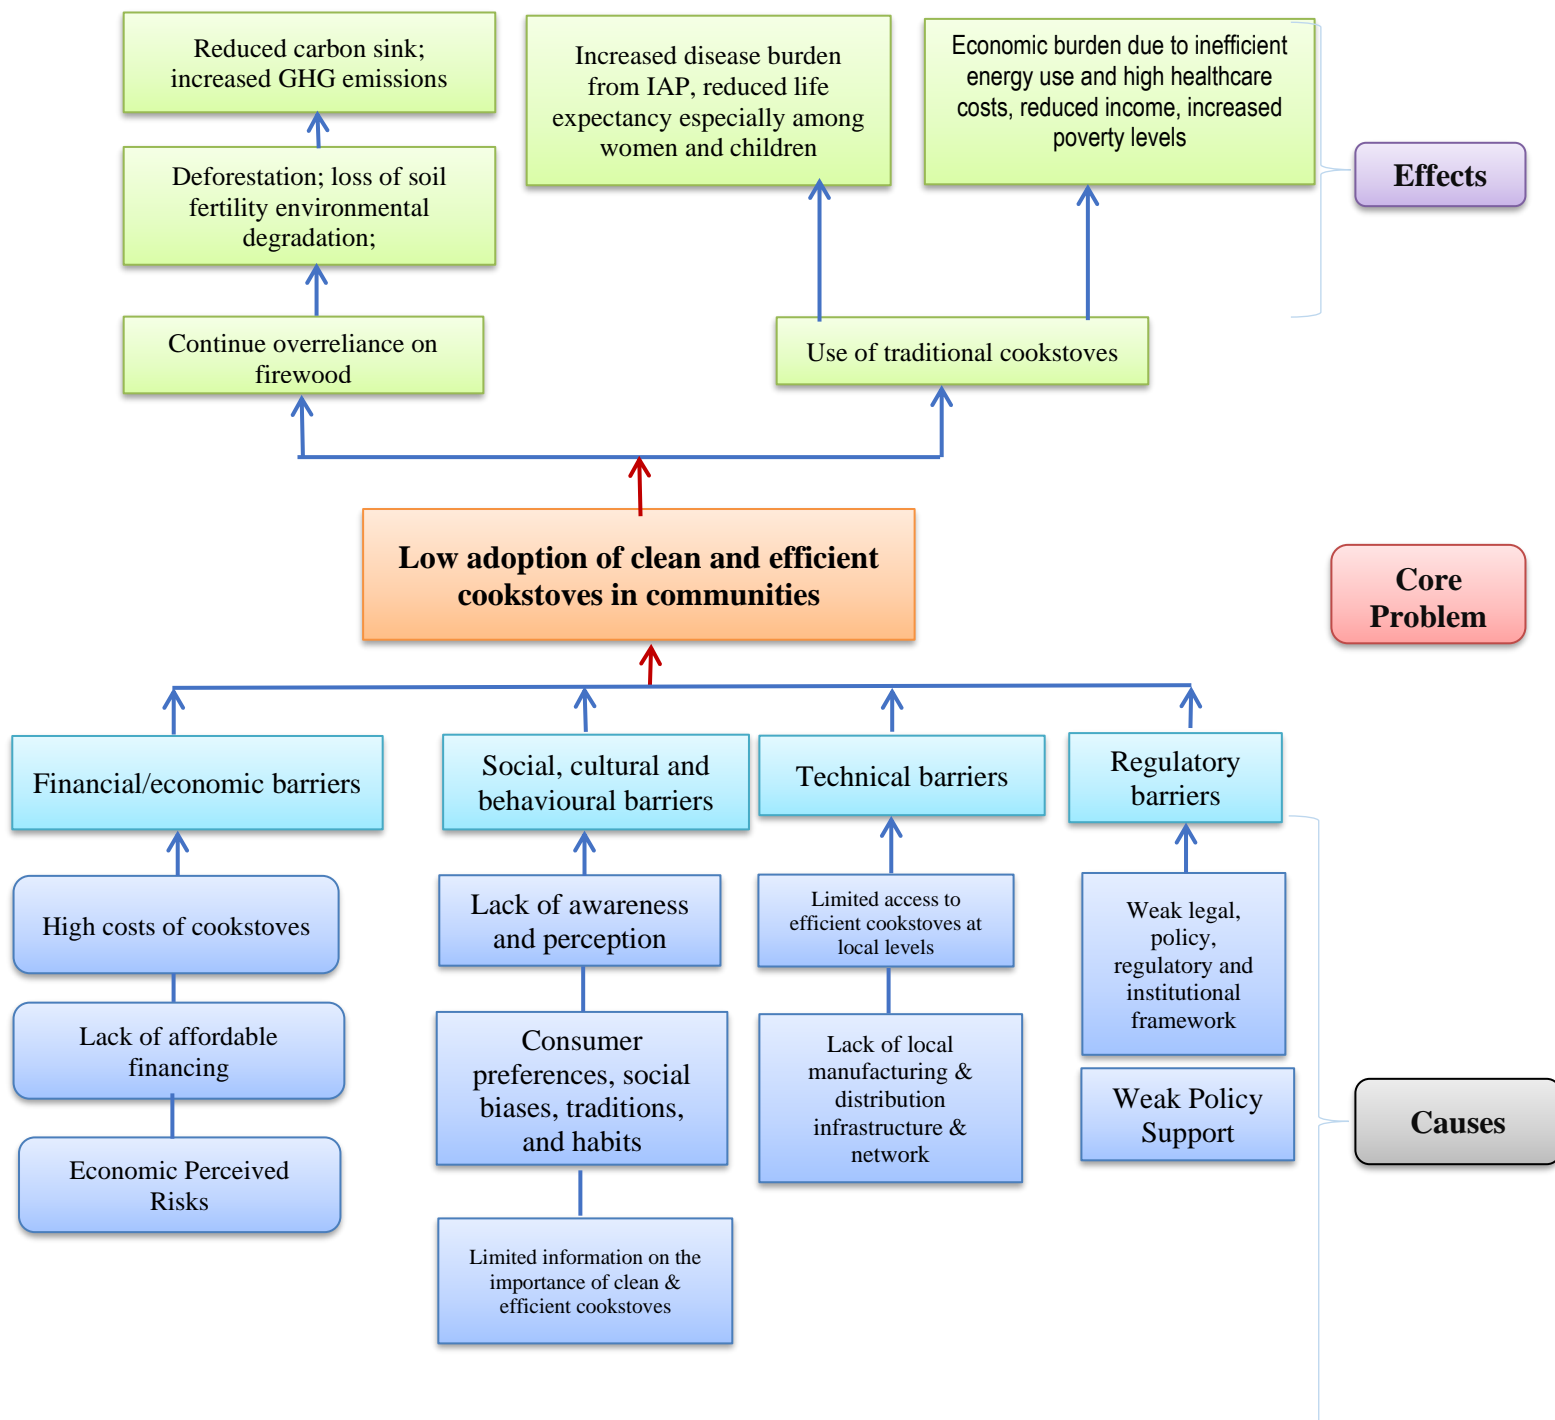 Reduced carbon sink;
increased GHG emissions
Increased disease burden
from IAP, reduced life
expectancy especially among
women and children
Economic burden due to inefficient
energy use and high healthcare
costs, reduced income, increased
poverty levels
Effects
Deforestation; loss of soil
fertility environmental
degradation;
Continue overreliance on
firewood
Use of traditional cookstoves
Low adoption of clean and efficient
cookstoves in communities
Core
Problem
Financial/economic barriers
Social, cultural and
behavioural barriers
Technical barriers
Regulatory
barriers
High costs of cookstoves
Lack of affordable
financing
Economic Perceived
Risks
Lack of awareness
and perception
Consumer
preferences, social
biases, traditions,
and habits
Limited information on the
importance of clean &
efficient cookstoves
Limited access to
efficient cookstoves at
local levels
Lack of local
manufacturing &
distribution
infrastructure &
network
Weak legal,
policy,
regulatory and
institutional
framework
Weak Policy
Support
Causes